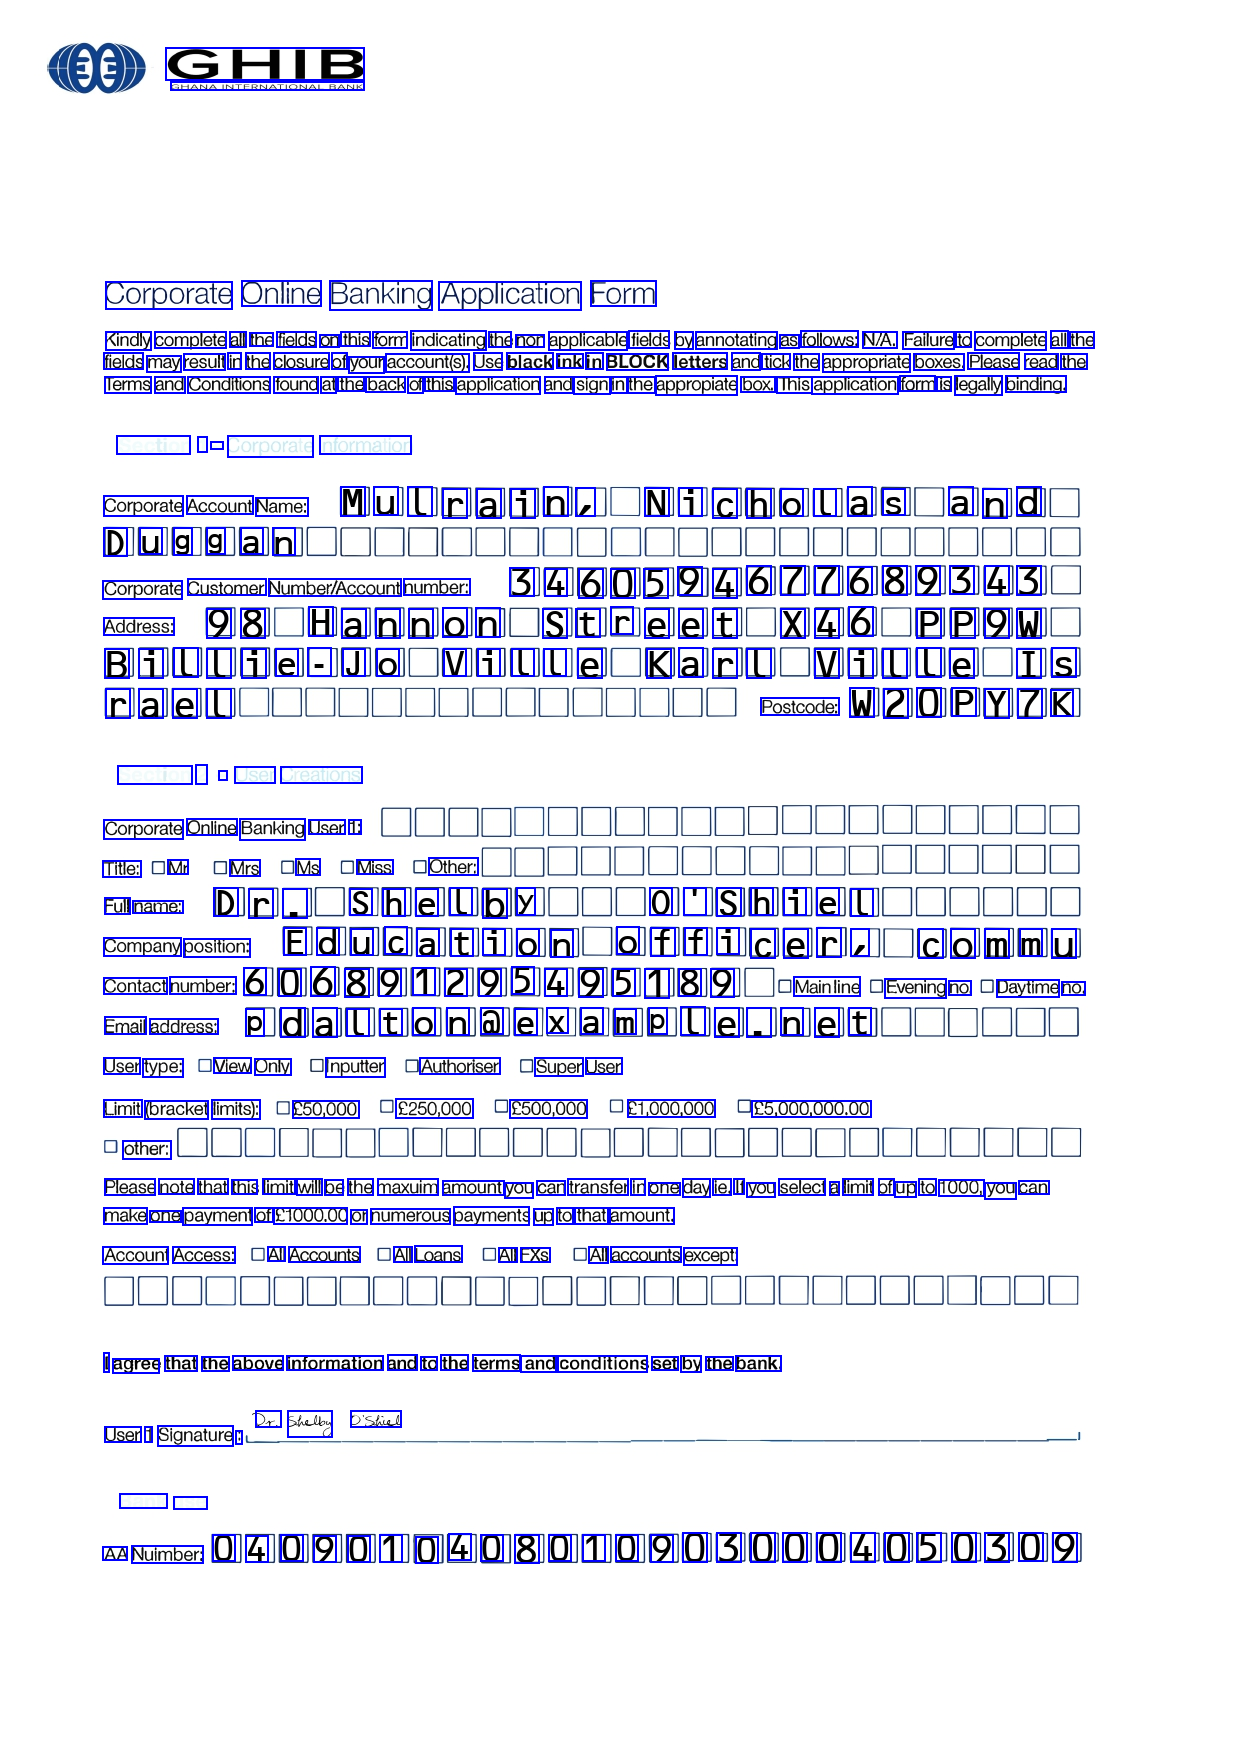 GHIB
GHANA INTERNATIONAL BANK
Corporate Online Banking Application Form
Kindly complete all the fields on this form indicating the non applicable fields by annotating as follows: N/A. Failure to complete all the
fields may result in the closure of your account(s). Use black ink in BLOCK letters and tick the appropriate boxes. Please read the
Terms and Conditions found at the back of this application and sign in the appropiate box. This application form is legally binding.
Section - Corporate Information
Corporate Account Name: Mulrain, Nicholas and
Duggan
Corporate Customer Number/Account number: 3460594677689343
Address: 98 Hannon Street X46 PP9W
Billie-Jo Ville Karl Ville Is
rael Postcode: W20PY7K
Section - User Creations
Corporate Online Banking User 1:
Title: Mr Mrs Ms Miss Other:
Full name: Dr. Shelby O'Shiel
Company position: Education officer, commu
Contact number: 606891295495189 Main line Evening no Daytime no.
Email address: pdalton@example.net
User type: View Only Inputter Authoriser Super User
Limit (bracket limits): £50,000 £250,000 £500,000 £1,000,000 £5,000,000.00
other:
Please note that this limit will be the maxuim amount you can transfer in one day ie. If you select a limit of up to 1000, you can
make one payment of £1000.00 or numerous payments up to that amount.
Account Access: All Accounts All Loans All FXs All accounts except
I agree that the above information and to the terms and conditions set by the bank.
User 1 Signature: Dr. Shelby O'Shiel
AA Nuimber: 04090104080109030004050309